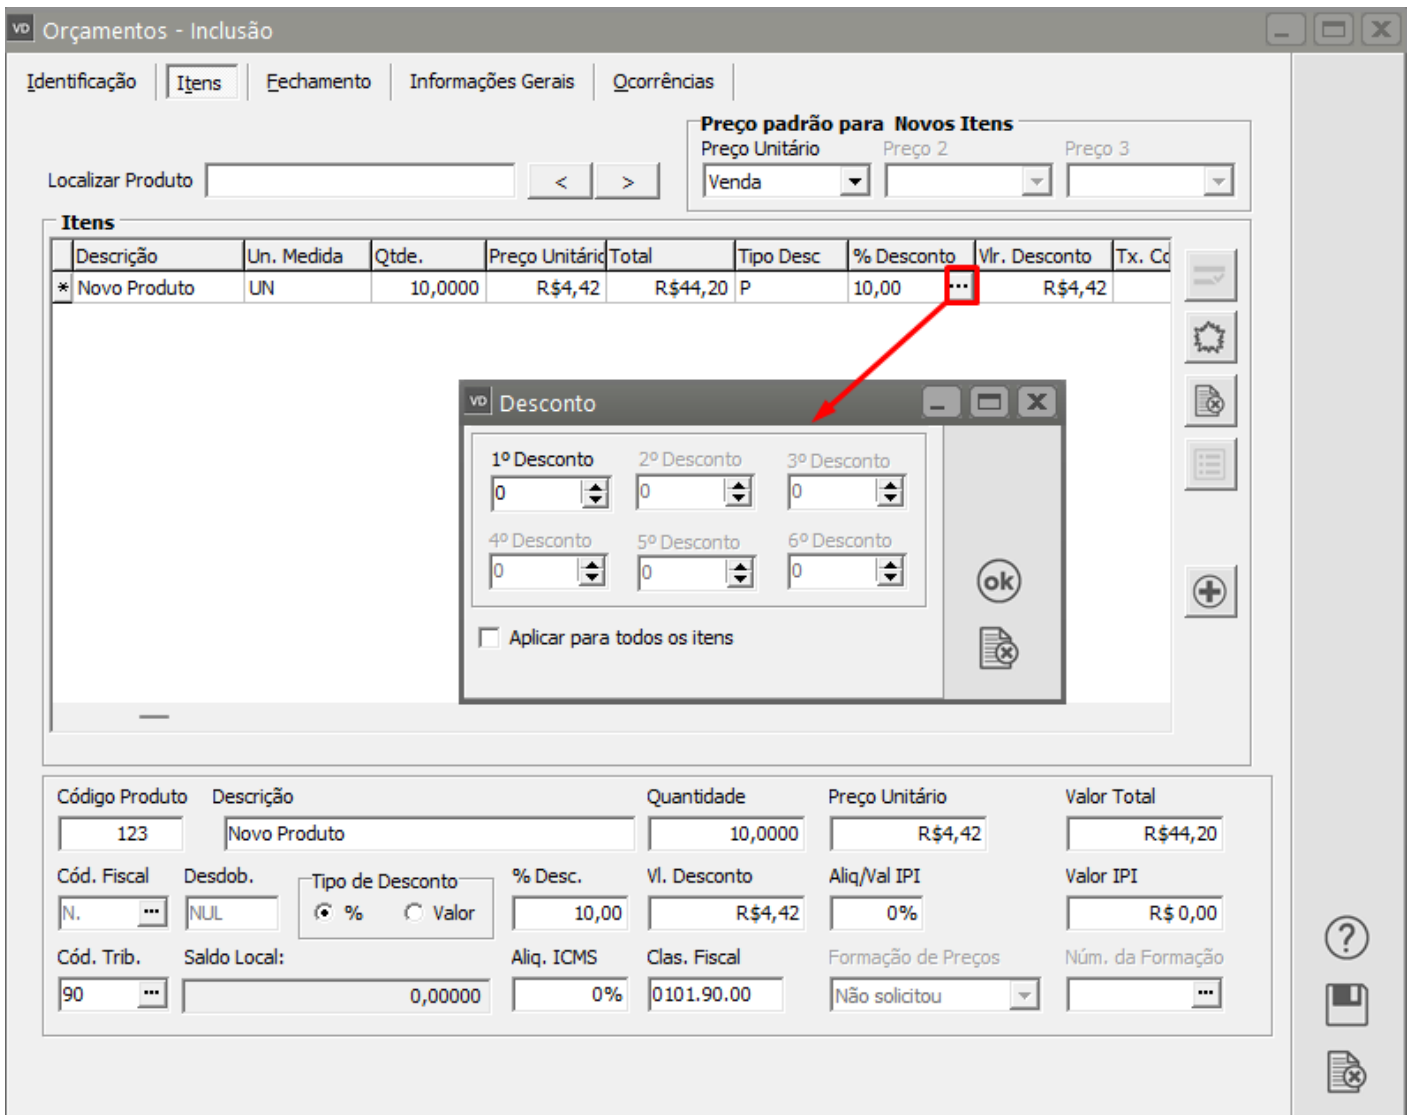 VD Orçamentos - Inclusão
Identificação Itens Fechamento Informações Gerais Ocorrências
Preço padrão para Novos Itens
Preço Unitário Preço 2 Preço 3
Localizar Produto < > Venda
Itens
Descrição Un. Medida Qtde. Preço Unitário Total Tipo Desc % Desconto Vlr. Desconto Tx. Co
* Novo Produto UN 10,0000 R$4,42 R$44,20 P 10,00 ... R$4,42
VD Desconto
1º Desconto 2º Desconto 3º Desconto
0 0 0
4º Desconto 5º Desconto 6º Desconto
0 0 0
ok
Aplicar para todos os itens
Código Produto Descrição Quantidade Preço Unitário Valor Total
123 Novo Produto 10,0000 R$4,42 R$44,20
Cód. Fiscal Desdob. Tipo de Desconto % Desc. Vl. Desconto Aliq/Val IPI Valor IPI
N. ... NUL % Valor 10,00 R$4,42 0% R$ 0,00
Cód. Trib. Saldo Local: Aliq. ICMS Clas. Fiscal Formação de Preços Núm. da Formação
90 ... 0,00000 0% 0101.90.00 Não solicitou ...
?